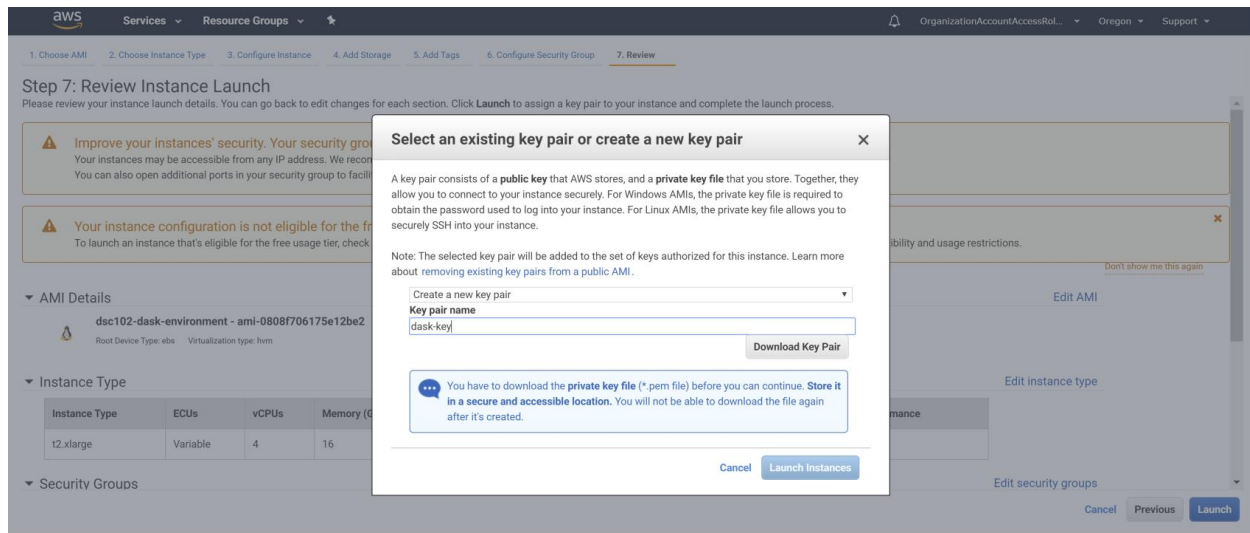 aws
Services
Resource Groups
OrganizationAccountAccessRol...
Oregon
Support
1. Choose AMI 2. Choose Instance Type 3. Configure Instance 4. Add Storage 5. Add Tags 6. Configure Security Group 7. Review
Step 7: Review Instance Launch
Please review your instance launch details. You can go back to edit changes for each section. Click Launch to assign a key pair to your instance and complete the launch process.
Improve your instances' security. Your security
Your instances may be accessible from any IP address. We
You can also open additional ports in your security group to
Your instance configuration is not eligible for the
To launch an instance that's eligible for the free usage tier, check
ibility and usage restrictions.
Don't show me this again
AMI Details
Edit AMI
dsc102-dask-environment - ami-0808f706175e12be2
Root Device Type: ebs Virtualization type: hvm
Instance Type
Edit instance type
Instance Type ECUs vCPUs Memory (G
mance
t2.xlarge Variable 4 16
Security Groups
Edit security groups
Cancel Previous Launch
Select an existing key pair or create a new key pair
A key pair consists of a public key that AWS stores, and a private key file that you store. Together, they
allow you to connect to your instance securely. For Windows AMIs, the private key file is required to
obtain the password used to log into your instance. For Linux AMIs, the private key file allows you to
securely SSH into your instance.
Note: The selected key pair will be added to the set of keys authorized for this instance. Learn more
about removing existing key pairs from a public AMI.
Create a new key pair
Key pair name
dask-key
Download Key Pair
You have to download the private key file (*.pem file) before you can continue. Store it
in a secure and accessible location. You will not be able to download the file again
after it's created.
Cancel Launch Instances